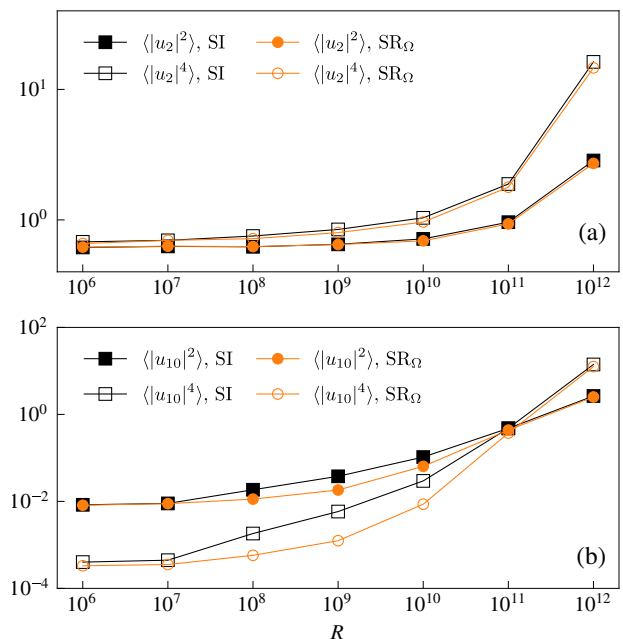 ⟨|u₂|²⟩, SI ⟨|u₂|²⟩, SR_Ω
⟨|u₂|⁴⟩, SI ⟨|u₂|⁴⟩, SR_Ω
10¹
10⁰
(a)
10⁶ 10⁷ 10⁸ 10⁹ 10¹⁰ 10¹¹ 10¹²
10²
⟨|u₁₀|²⟩, SI ⟨|u₁₀|²⟩, SR_Ω
⟨|u₁₀|⁴⟩, SI ⟨|u₁₀|⁴⟩, SR_Ω
10⁰
10⁻²
(b)
10⁻⁴
10⁶ 10⁷ 10⁸ 10⁹ 10¹⁰ 10¹¹ 10¹²
R